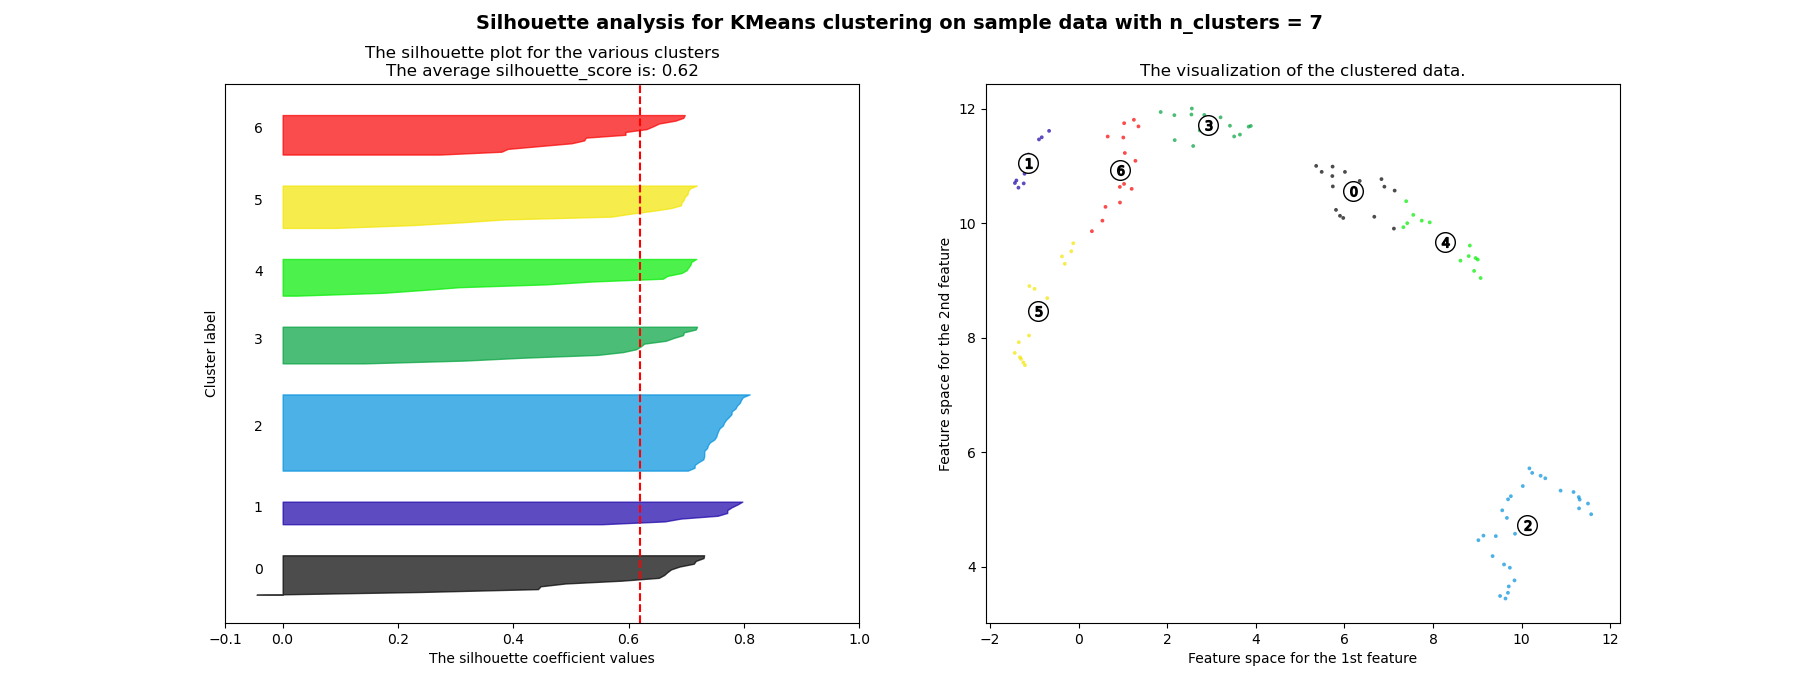 Silhouette analysis for KMeans clustering on sample data with n_clusters = 7
The silhouette plot for the various clusters
The average silhouette_score is: 0.62
6
5
4
3
2
1
0
Cluster label
−0.1 0.0 0.2 0.4 0.6 0.8 1.0
The silhouette coefficient values
The visualization of the clustered data.
12
10
8
6
4
Feature space for the 2nd feature
3
1
6
0
4
5
2
−2 0 2 4 6 8 10 12
Feature space for the 1st feature